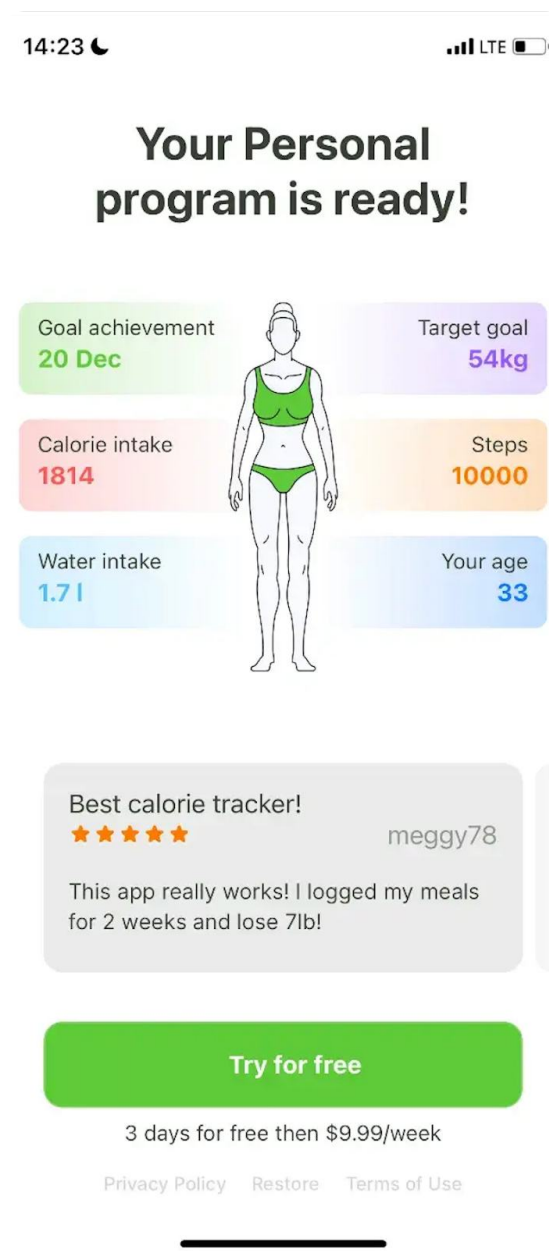 14:23 LTE
Your Personal
program is ready!
Goal achievement
20 Dec
Target goal
54kg
Calorie intake
1814
Steps
10000
Water intake
1.7 l
Your age
33
Best calorie tracker!
meggy78
This app really works! I logged my meals
for 2 weeks and lose 7lb!
Try for free
3 days for free then $9.99/week
Privacy Policy Restore Terms of Use